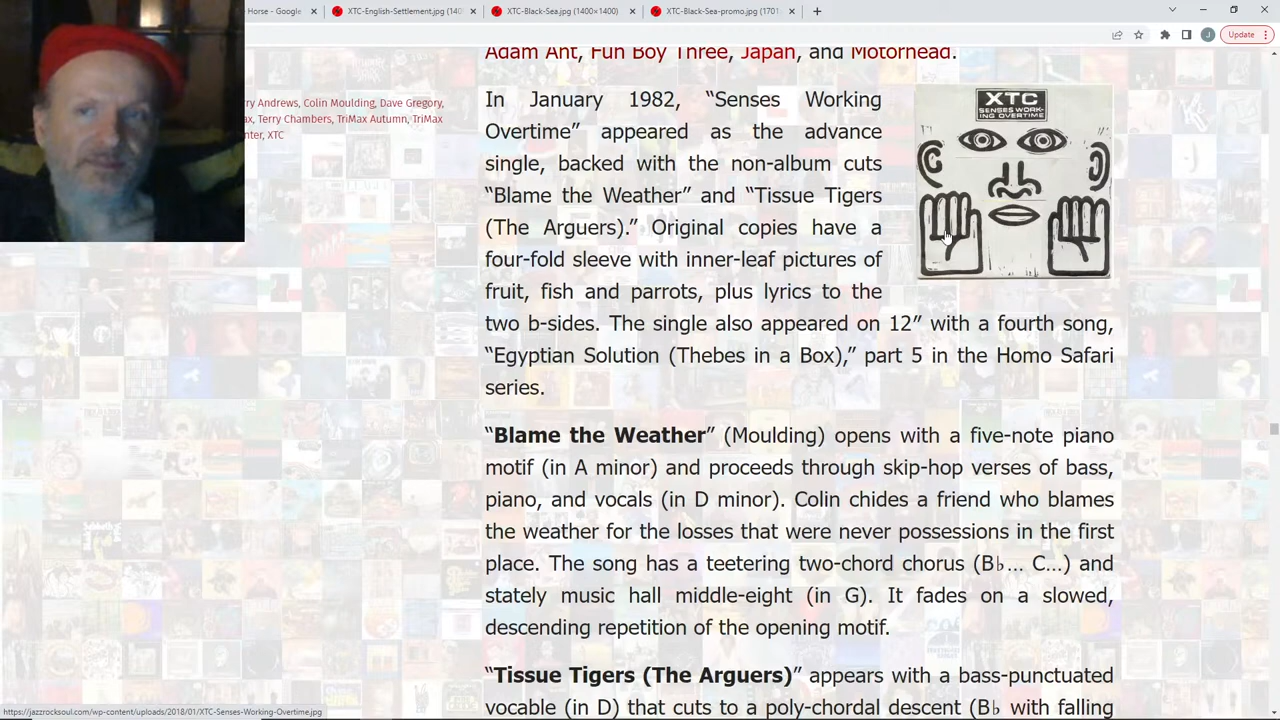 Horse - Google
XTC-English-Settlement.jpg (140
XTC-Black-Sea.jpg (1400×1400)
XTC-Black-Sea-promo.jpg (1701
Update
ry Andrews, Colin Moulding, Dave Gregory,
ax, Terry Chambers, TriMax Autumn, TriMax
nter, XTC
Adam Ant, Fun Boy Three, Japan, and Motorhead.
In January 1982, “Senses Working
Overtime” appeared as the advance
single, backed with the non-album cuts
“Blame the Weather” and “Tissue Tigers
(The Arguers).” Original copies have a
four-fold sleeve with inner-leaf pictures of
fruit, fish and parrots, plus lyrics to the
two b-sides. The single also appeared on 12″ with a fourth song,
“Egyptian Solution (Thebes in a Box),” part 5 in the Homo Safari
series.
XTC
SENSES WORK-
ING OVERTIME
“Blame the Weather” (Moulding) opens with a five-note piano
motif (in A minor) and proceeds through skip-hop verses of bass,
piano, and vocals (in D minor). Colin chides a friend who blames
the weather for the losses that were never possessions in the first
place. The song has a teetering two-chord chorus (B♭… C…) and
stately music hall middle-eight (in G). It fades on a slowed,
descending repetition of the opening motif.
“Tissue Tigers (The Arguers)” appears with a bass-punctuated
vocable (in D) that cuts to a poly-chordal descent (B♭ with falling
https://jazzrocksoul.com/wp-content/uploads/2018/01/XTC-Senses-Working-Overtime.jpg